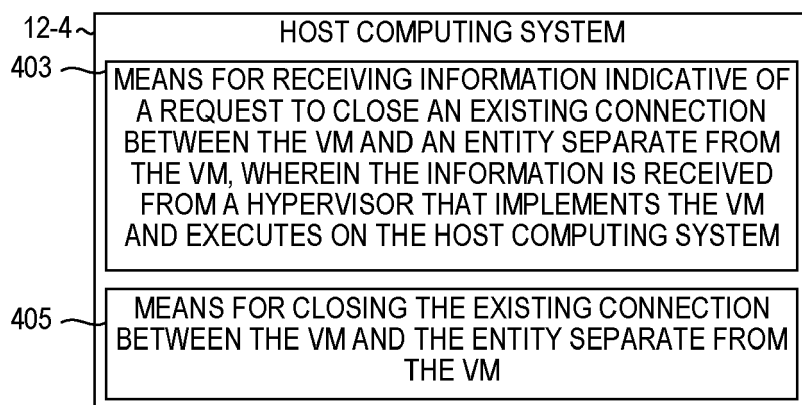 12-4
HOST COMPUTING SYSTEM
403
MEANS FOR RECEIVING INFORMATION INDICATIVE OF
A REQUEST TO CLOSE AN EXISTING CONNECTION
BETWEEN THE VM AND AN ENTITY SEPARATE FROM
THE VM, WHEREIN THE INFORMATION IS RECEIVED
FROM A HYPERVISOR THAT IMPLEMENTS THE VM
AND EXECUTES ON THE HOST COMPUTING SYSTEM
405
MEANS FOR CLOSING THE EXISTING CONNECTION
BETWEEN THE VM AND THE ENTITY SEPARATE FROM
THE VM